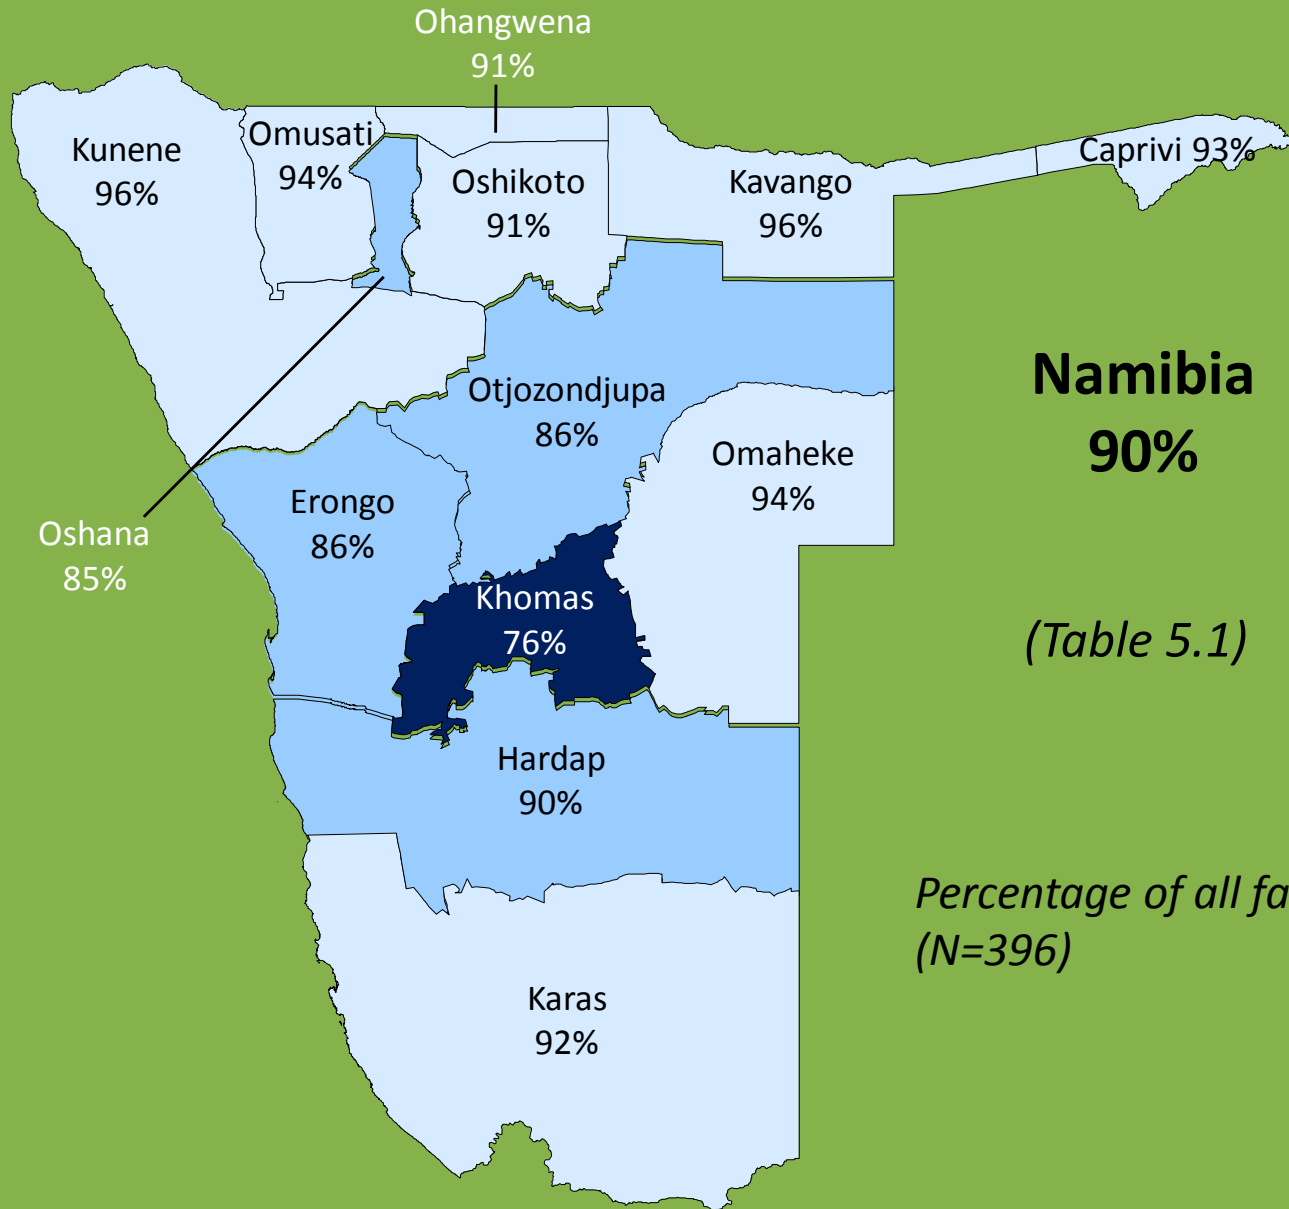 Ohangwena
91%
Kunene
96%
Omusati
94%
Oshikoto
91%
Kavango
96%
Caprivi 93%
Otjozondjupa
86%
Namibia
90%
Omaheke
94%
Erongo
86%
Oshana
85%
Khomas
76%
(Table 5.1)
Hardap
90%
Percentage of all fa
(N=396)
Karas
92%